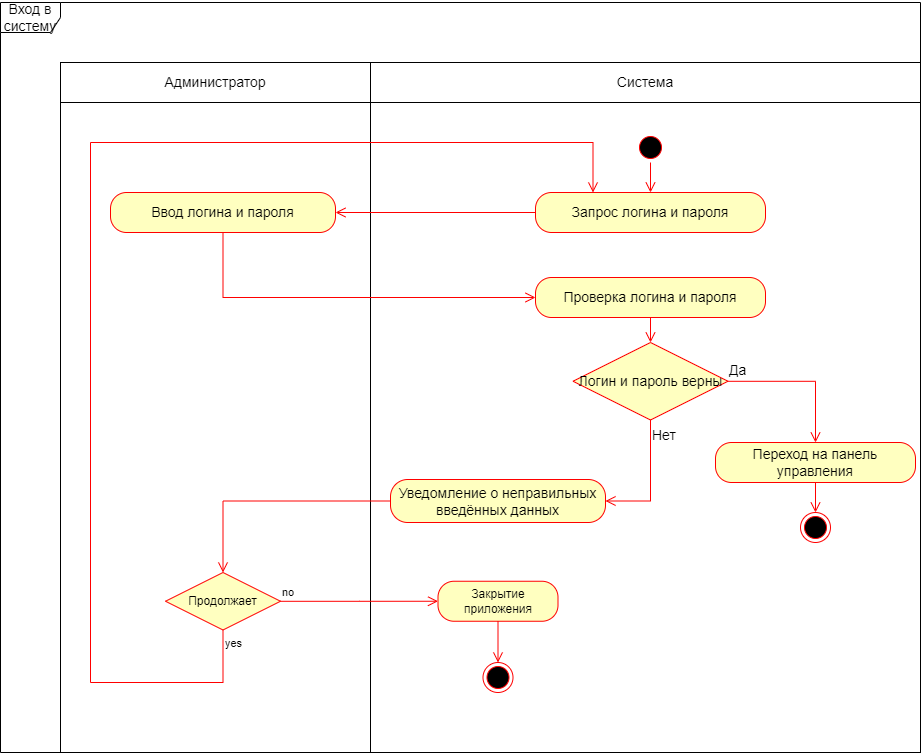 Вход в
систему
Администратор
Система
Ввод логина и пароля
Запрос логина и пароля
Проверка логина и пароля
Логин и пароль верны
Да
Нет
Переход на панель
управления
Уведомление о неправильных
введённых данных
Продолжает
no
yes
Закрытие
приложения